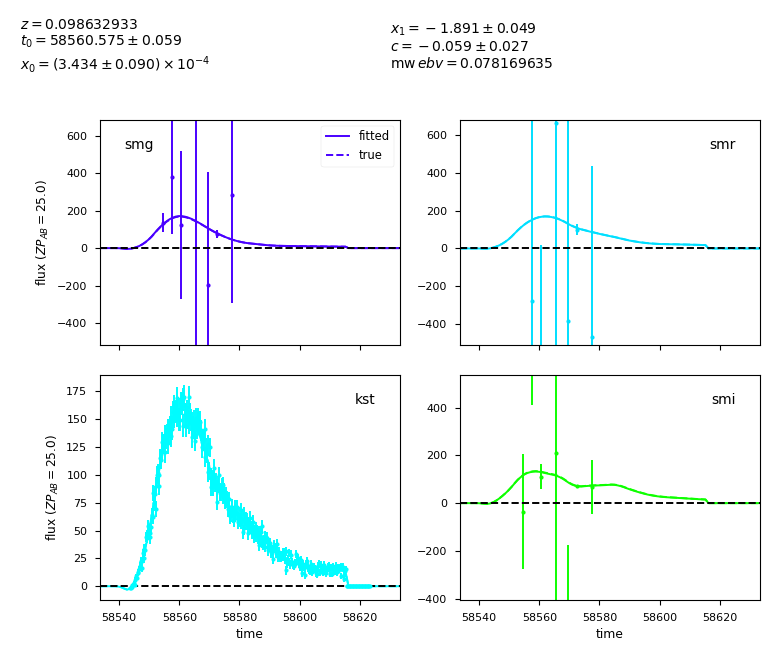 z = 0.098632933
t₀ = 58560.575 ± 0.059
x₀ = (3.434 ± 0.090) × 10⁻⁴
x₁ = −1.891 ± 0.049
c = −0.059 ± 0.027
mw ebv = 0.078169635
flux (ZP_AB = 25.0)
600
400
200
0
−200
−400
smg
fitted
true
600
400
200
0
−200
−400
smr
flux (ZP_AB = 25.0)
175
150
125
100
75
50
25
0
kst
58540 58560 58580 58600 58620
time
400
200
0
−200
−400
smi
58540 58560 58580 58600 58620
time